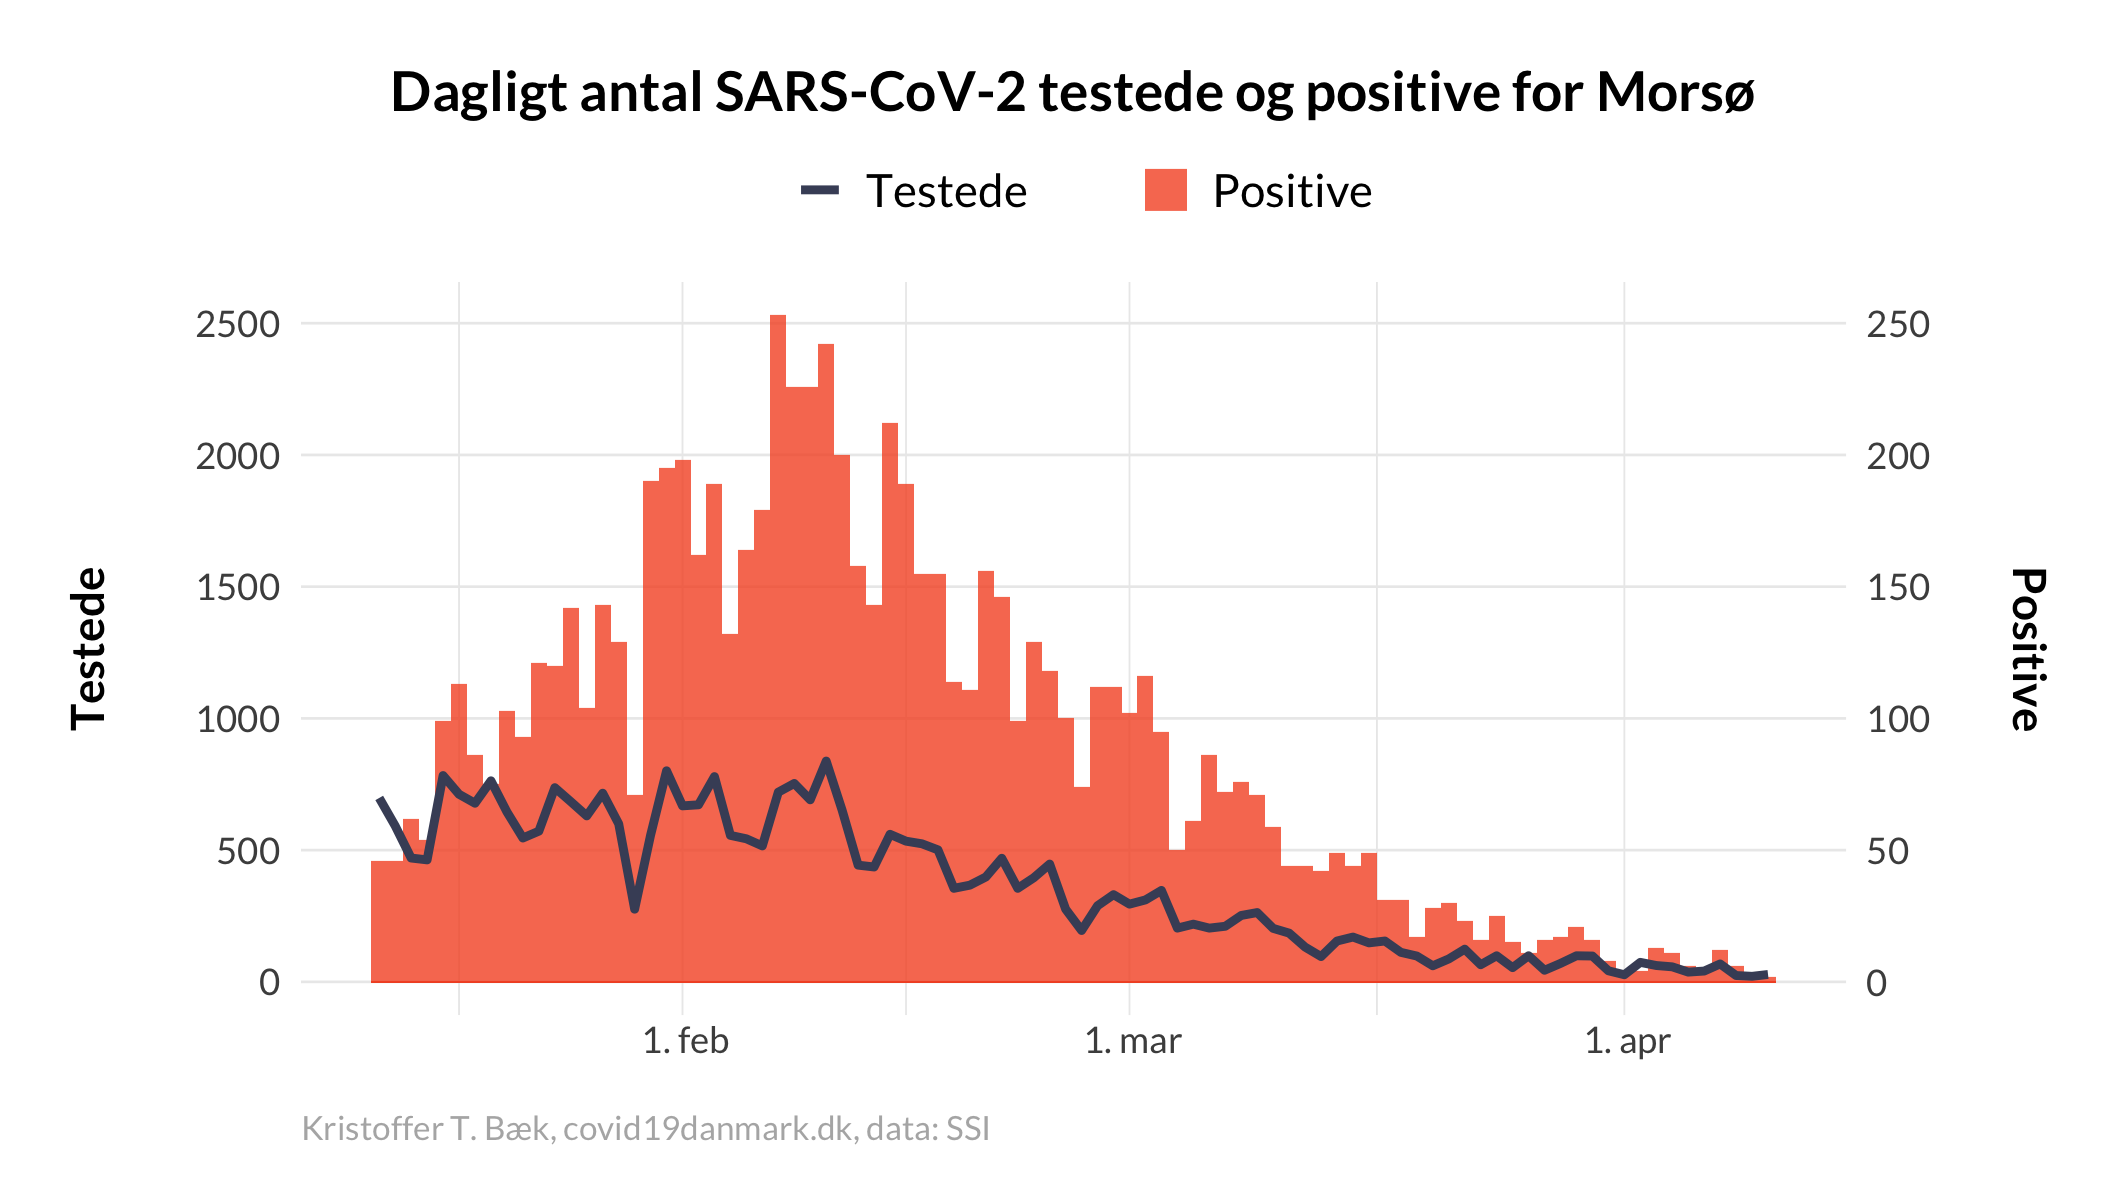 Dagligt antal SARS-CoV-2 testede og positive for Morsø
Testede Positive
2500 250
2000 200
1500 150
1000 100
500 50
0 0
Testede
Positive
1. feb 1. mar 1. apr
Kristoffer T. Bæk, covid19danmark.dk, data: SSI